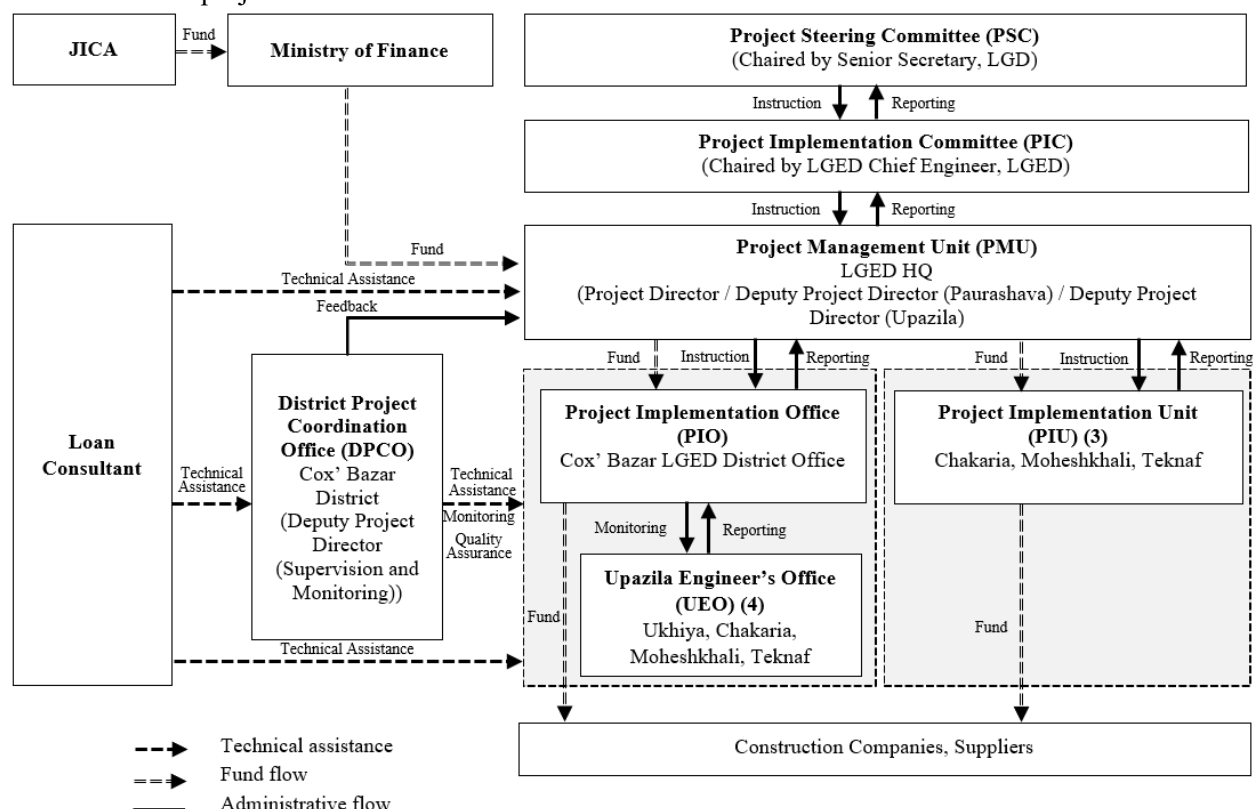 JICA
Fund
Ministry of Finance
Project Steering Committee (PSC)
(Chaired by Senior Secretary, LGD)
Instruction
Reporting
Project Implementation Committee (PIC)
(Chaired by LGED Chief Engineer, LGED)
Instruction
Reporting
Project Management Unit (PMU)
LGED HQ
(Project Director / Deputy Project Director (Paurashava) / Deputy Project
Director (Upazila)
Fund
Technical Assistance
Feedback
Loan
Consultant
Technical
Assistance
District Project
Coordination
Office (DPCO)
Cox' Bazar
District
(Deputy Project
Director
(Supervision and
Monitoring))
Technical
Assistance
Monitoring
Quality
Assurance
Technical Assistance
Fund
Instruction
Reporting
Project Implementation Office
(PIO)
Cox' Bazar LGED District Office
Monitoring
Reporting
Upazila Engineer's Office
(UEO) (4)
Ukhiya, Chakaria,
Moheshkhali, Teknaf
Fund
Fund
Instruction
Reporting
Project Implementation Unit
(PIU) (3)
Chakaria, Moheshkhali, Teknaf
Fund
Construction Companies, Suppliers
Technical assistance
Fund flow
Administrative flow